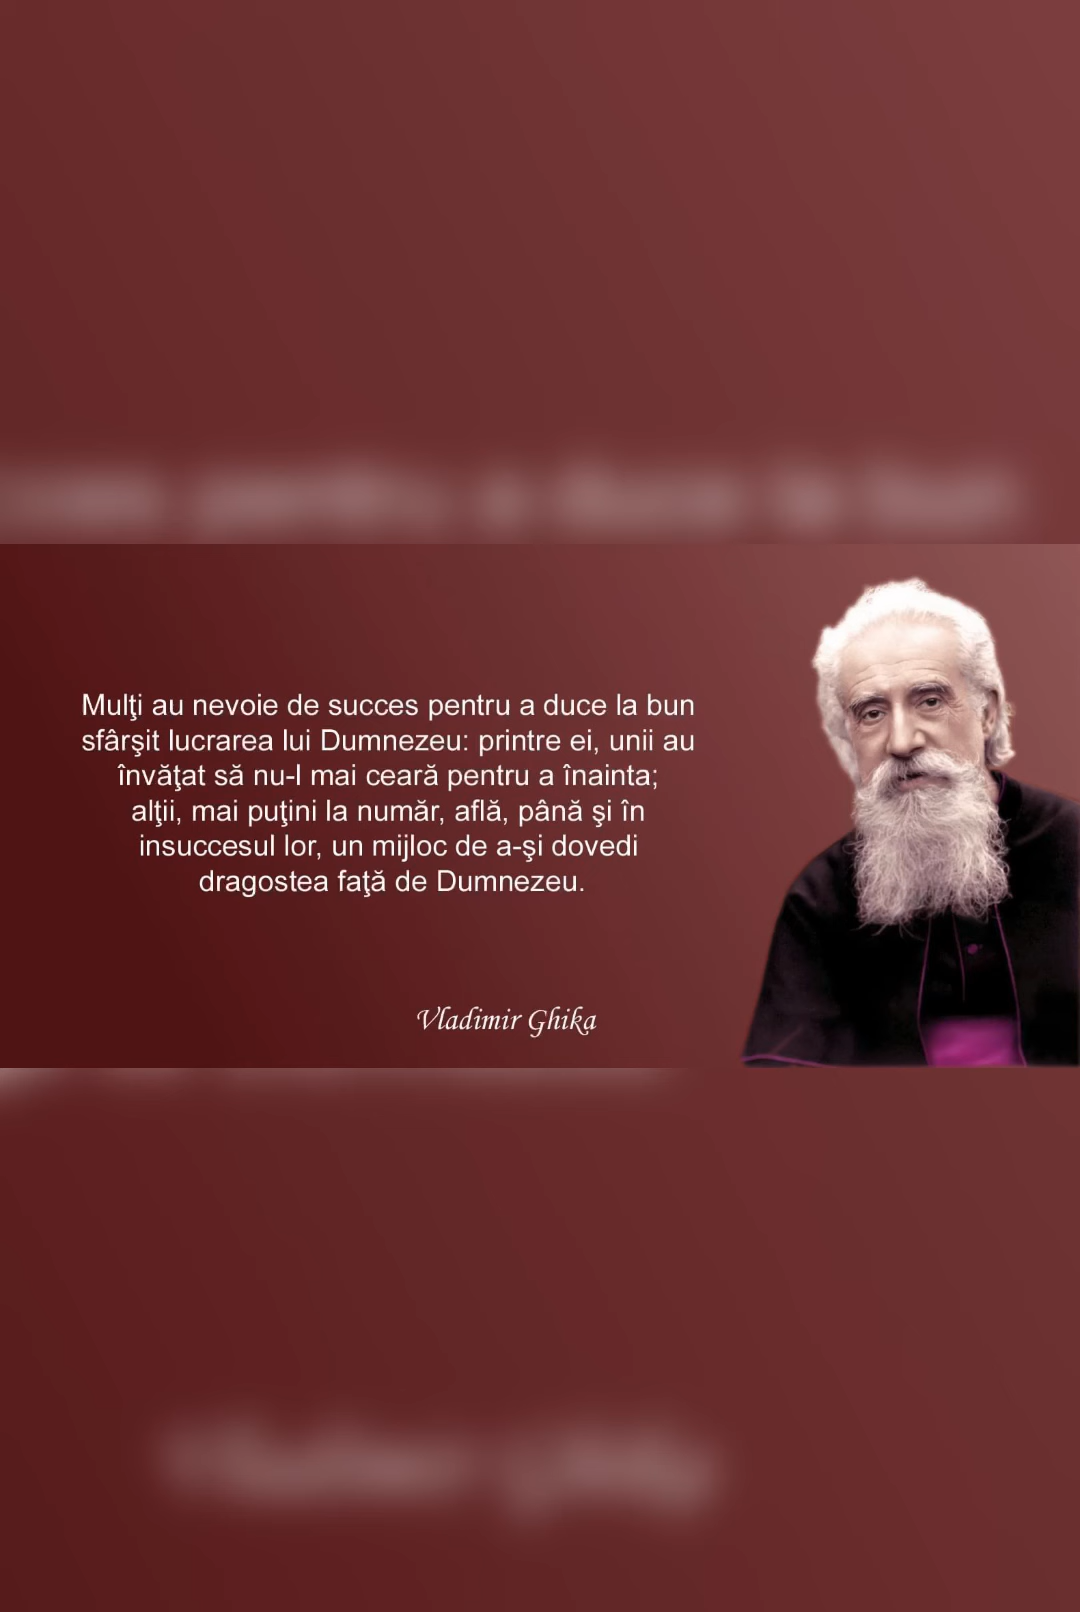 Mulţi au nevoie de succes pentru a duce la bun
sfârşit lucrarea lui Dumnezeu: printre ei, unii au
învăţat să nu-l mai ceară pentru a înainta;
alţii, mai puţini la număr, află, până şi în
insuccesul lor, un mijloc de a-şi dovedi
dragostea faţă de Dumnezeu.
Vladimir Ghika